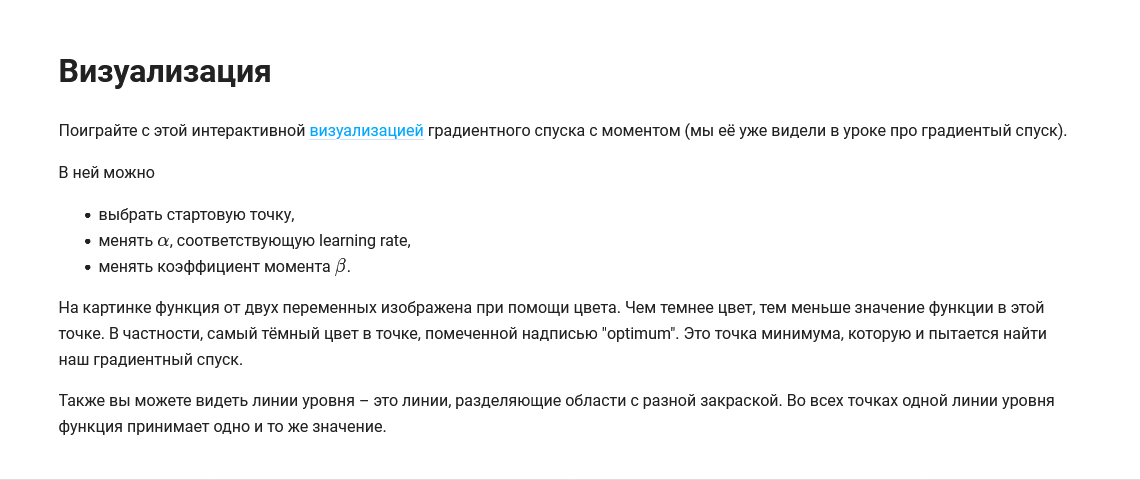 Визуализация
Поиграйте с этой интерактивной визуализацией градиентного спуска с моментом (мы её уже видели в уроке про градиентый спуск).
В ней можно
• выбрать стартовую точку,
• менять α, соответствующую learning rate,
• менять коэффициент момента β.
На картинке функция от двух переменных изображена при помощи цвета. Чем темнее цвет, тем меньше значение функции в этой
точке. В частности, самый тёмный цвет в точке, помеченной надписью "optimum". Это точка минимума, которую и пытается найти
наш градиентный спуск.
Также вы можете видеть линии уровня – это линии, разделяющие области с разной закраской. Во всех точках одной линии уровня
функция принимает одно и то же значение.